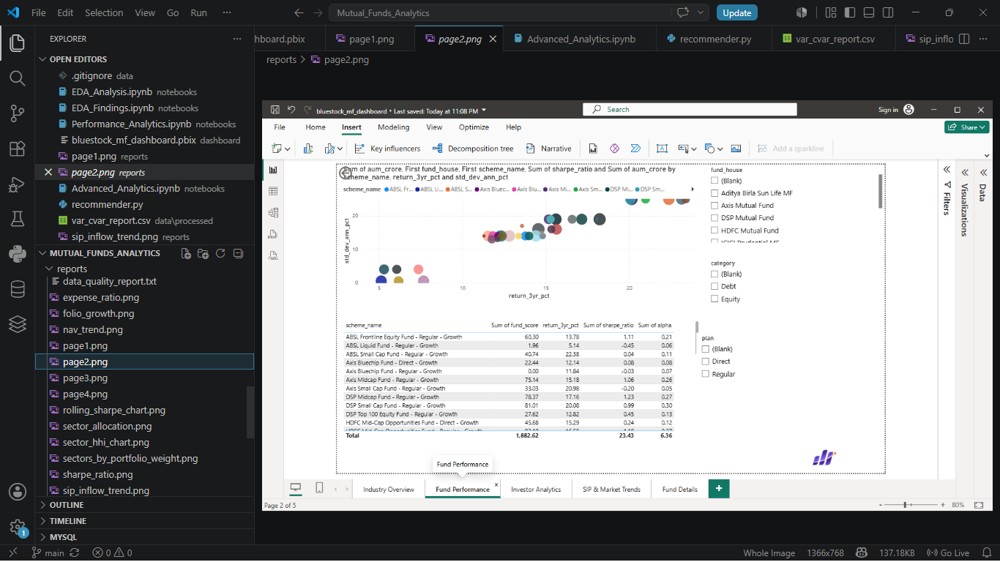 File Edit Selection View Go Run ···
Mutual_Funds_Analytics
Update
EXPLORER
OPEN EDITORS
.gitignore data
EDA_Analysis.ipynb notebooks
EDA_Findings.ipynb notebooks
Performance_Analytics.ipynb notebooks
bluestock_mf_dashboard.pbix dashboard
page1.png reports
page2.png reports
Advanced_Analytics.ipynb notebooks
recommender.py
var_cvar_report.csv data\processed
sip_inflow_trend.png reports
MUTUAL_FUNDS_ANALYTICS
reports
data_quality_report.txt
expense_ratio.png
folio_growth.png
nav_trend.png
page1.png
page2.png
page3.png
page4.png
rolling_sharpe_chart.png
sector_allocation.png
sector_hhi_chart.png
sectors_by_portfolio_weight.png
sharpe_ratio.png
sip_inflow_trend.png
OUTLINE
TIMELINE
MYSQL
hboard.pbix page1.png page2.png Advanced_Analytics.ipynb recommender.py var_cvar_report.csv sip_inflo
reports > page2.png
bluestock_mf_dashboard • Last saved: Today at 11:08 PM
Search
Sign in
File Home Insert Modeling View Optimize Help
Share
Key influencers Decomposition tree Narrative Add a sparkline
of aum_crore, First fund_house, First scheme_name, Sum of sharpe_ratio and Sum of aum_crore by
scheme_name, return_3yr_pct and std_dev_ann_pct
scheme_name ABSL Fr... ABSL Li... ABSL S... Axis Bluec... Axis Blu... Axis Mi... Axis Sm... DSP Mi... DSP Sm...
std_dev_ann_pct
20
10
0
5 10 15 20
return_3yr_pct
scheme_name Sum of fund_score return_3yr_pct Sum of sharpe_ratio Sum of alpha
ABSL Frontline Equity Fund - Regular - Growth 60.30 13.78 1.11 0.21
ABSL Liquid Fund - Regular - Growth 1.96 5.14 -0.45 0.06
ABSL Small Cap Fund - Regular - Growth 40.74 22.38 0.04 0.11
Axis Bluechip Fund - Direct - Growth 22.44 12.14 0.08 0.08
Axis Bluechip Fund - Regular - Growth 0.00 11.84 -0.03 0.07
Axis Midcap Fund - Regular - Growth 75.14 15.18 1.06 0.26
Axis Small Cap Fund - Regular - Growth 33.03 20.98 -0.20 0.05
DSP Midcap Fund - Regular - Growth 78.37 17.16 1.23 0.27
DSP Small Cap Fund - Regular - Growth 81.01 20.08 0.99 0.30
DSP Top 100 Equity Fund - Regular - Growth 27.62 12.82 0.45 0.13
HDFC Mid-Cap Opportunities Fund - Direct - Growth 45.68 15.29 0.24 0.12
Total 1,882.62 23.43 6.36
fund_house
(Blank)
Aditya Birla Sun Life MF
Axis Mutual Fund
DSP Mutual Fund
HDFC Mutual Fund
category
(Blank)
Debt
Equity
plan
(Blank)
Direct
Regular
Filters
Visualizations
Data
Fund Performance
Industry Overview Fund Performance Investor Analytics SIP & Market Trends Fund Details
Page 2 of 5
80%
1
main 0 0
Whole Image 1366x768 137.18KB Go Live